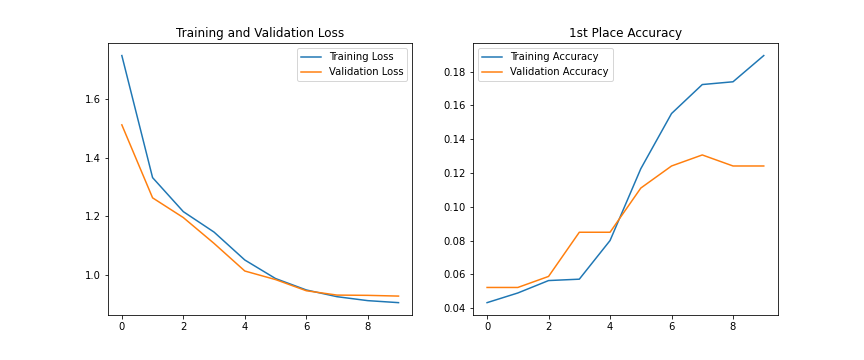 Training and Validation Loss
Training Loss
Validation Loss
1.6
1.4
1.2
1.0
0 2 4 6 8
1st Place Accuracy
Training Accuracy
Validation Accuracy
0.18
0.16
0.14
0.12
0.10
0.08
0.06
0.04
0 2 4 6 8